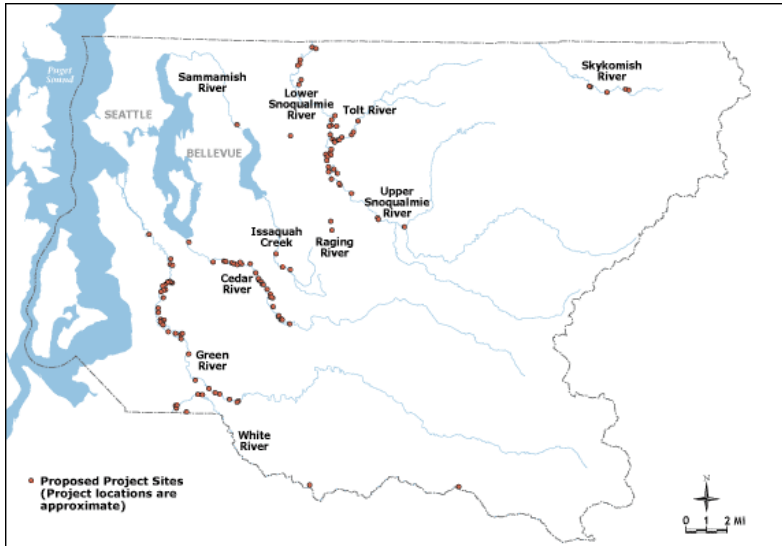 Puget
Sound
SEATTLE
Sammamish
River
BELLEVUE
Lower
Snoqualmie
River
Tolt River
Skykomish
River
Upper
Snoqualmie
River
Issaquah
Creek
Raging
River
Cedar
River
Green
River
White
River
Proposed Project Sites
(Project locations are
approximate)
N
0 1 2 Mi